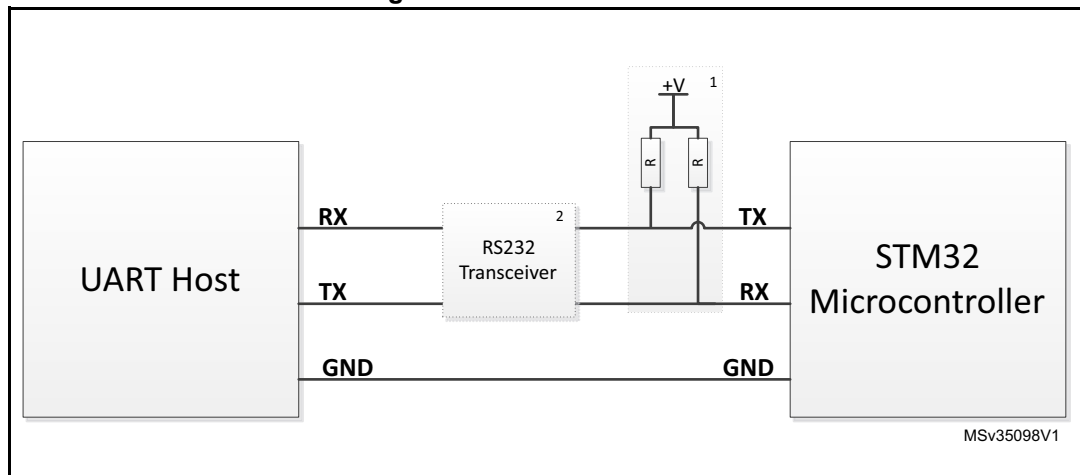 +V
1
R
R
RX
2
TX
RS232
Transceiver
UART Host
STM32
Microcontroller
TX
RX
GND
GND
MSv35098V1